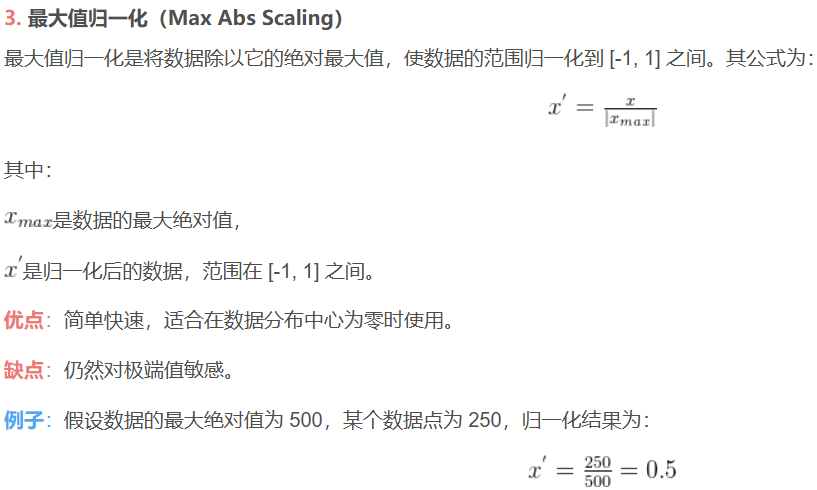 3. 最大值归一化（Max Abs Scaling）
最大值归一化是将数据除以它的绝对最大值，使数据的范围归一化到 [-1, 1] 之间。其公式为：
x' = x / |x_max|
其中：
x_max是数据的最大绝对值，
x'是归一化后的数据，范围在 [-1, 1] 之间。
优点：简单快速，适合在数据分布中心为零时使用。
缺点：仍然对极端值敏感。
例子：假设数据的最大绝对值为 500，某个数据点为 250，归一化结果为：
x' = 250 / 500 = 0.5